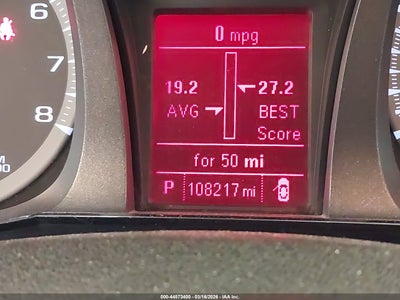 0 mpg
19.2 27.2
AVG BEST
Score
for 50 mi
P 108217 mi
6
7
8
000-44573400 - 03/16/2026 - IAA Inc.